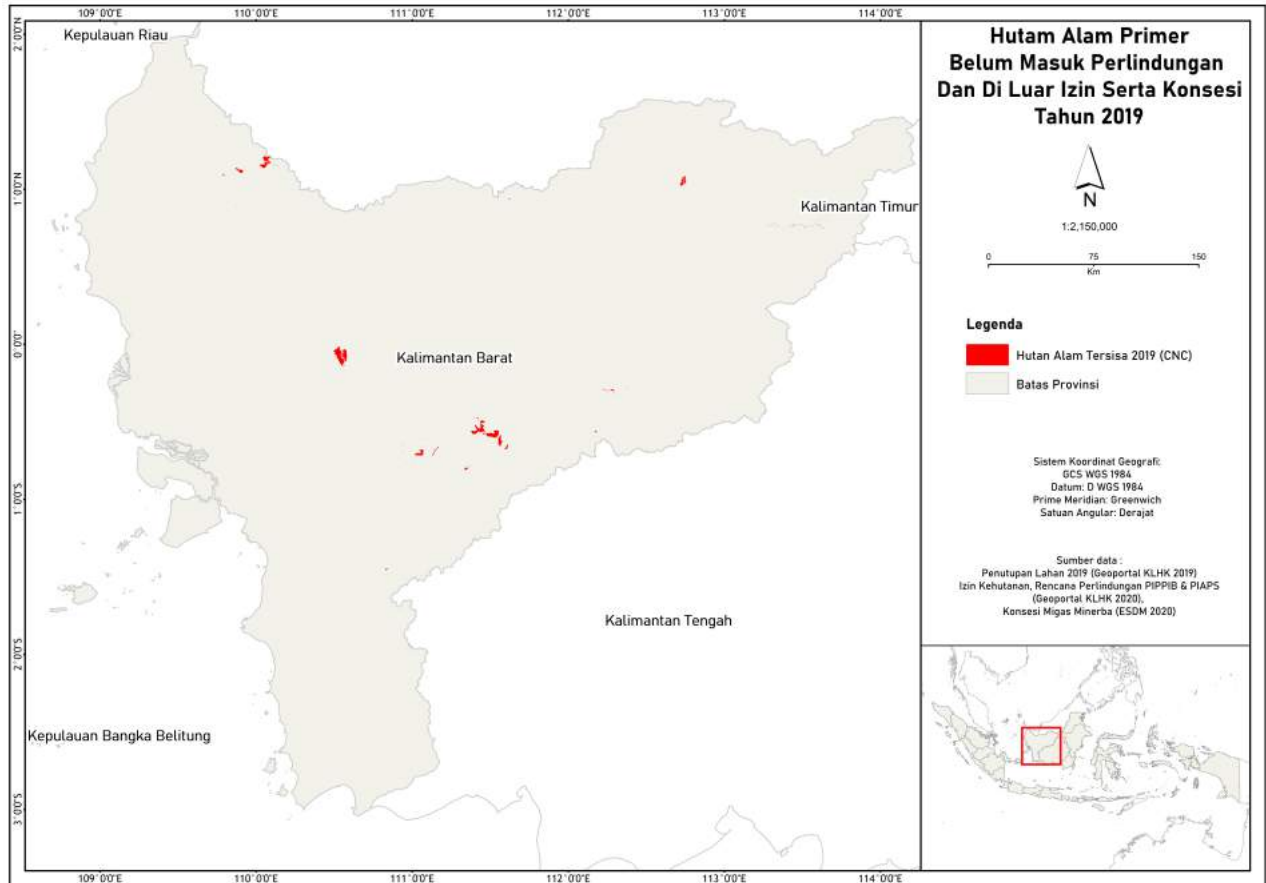 109°0'0"E 110°0'0"E 111°0'0"E 112°0'0"E 113°0'0"E 114°0'0"E
2°0'0"N
1°0'0"N
0°0'0"
1°0'0"S
2°0'0"S
3°0'0"S
Kepulauan Riau
Kalimantan Timur
Kalimantan Barat
Kalimantan Tengah
Kepulauan Bangka Belitung
109°0'0"E 110°0'0"E 111°0'0"E 112°0'0"E 113°0'0"E 114°0'0"E
Hutam Alam Primer
Belum Masuk Perlindungan
Dan Di Luar Izin Serta Konsesi
Tahun 2019
N
1:2,150,000
0 75 150
Km
Legenda
Hutan Alam Tersisa 2019 (CNC)
Batas Provinsi
Sistem Koordinat Geografi:
GCS WGS 1984
Datum: D WGS 1984
Prime Meridian: Greenwich
Satuan Angular: Derajat
Sumber data :
Penutupan Lahan 2019 (Geoportal KLHK 2019)
Izin Kehutanan, Rencana Perlindungan PIPPIB & PIAPS
(Geoportal KLHK 2020),
Konsesi Migas Minerba (ESDM 2020)